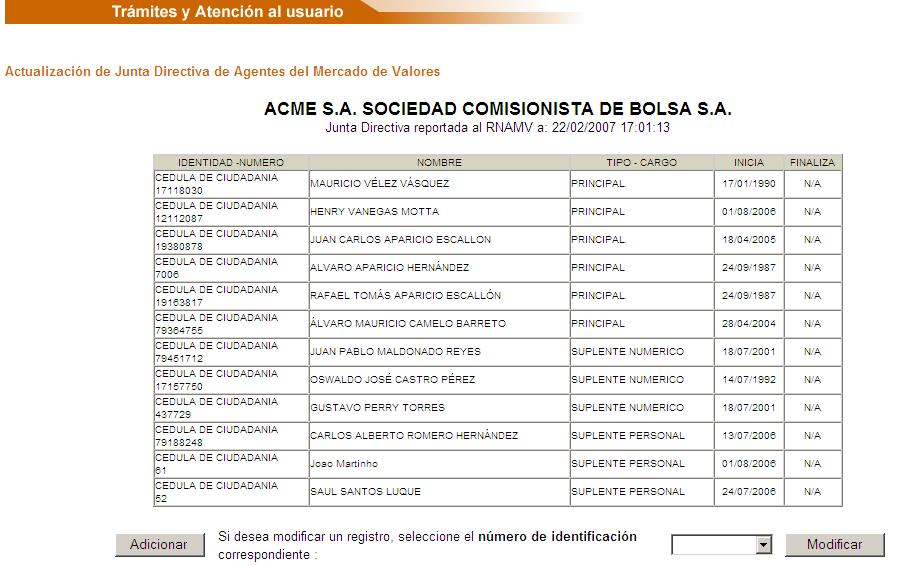 Trámites y Atención al usuario
Actualización de Junta Directiva de Agentes del Mercado de Valores
ACME S.A. SOCIEDAD COMISIONISTA DE BOLSA S.A.
Junta Directiva reportada al RNAMV a: 22/02/2007 17:01:13
IDENTIDAD -NUMERO NOMBRE TIPO - CARGO INICIA FINALIZA
CEDULA DE CIUDADANIA
17118030 MAURICIO VÉLEZ VÁSQUEZ PRINCIPAL 17/01/1990 N/A
CEDULA DE CIUDADANIA
12112087 HENRY VANEGAS MOTTA PRINCIPAL 01/08/2006 N/A
CEDULA DE CIUDADANIA
19380878 JUAN CARLOS APARICIO ESCALLON PRINCIPAL 18/04/2005 N/A
CEDULA DE CIUDADANIA
7006 ALVARO APARICIO HERNÁNDEZ PRINCIPAL 24/09/1987 N/A
CEDULA DE CIUDADANIA
19163817 RAFAEL TOMÁS APARICIO ESCALLÓN PRINCIPAL 24/09/1987 N/A
CEDULA DE CIUDADANIA
79364755 ÁLVARO MAURICIO CAMELO BARRETO PRINCIPAL 28/04/2004 N/A
CEDULA DE CIUDADANIA
79451712 JUAN PABLO MALDONADO REYES SUPLENTE NUMERICO 18/07/2001 N/A
CEDULA DE CIUDADANIA
17157750 OSWALDO JOSÉ CASTRO PÉREZ SUPLENTE NUMERICO 14/07/1992 N/A
CEDULA DE CIUDADANIA
437729 GUSTAVO PERRY TORRES SUPLENTE NUMERICO 18/07/2001 N/A
CEDULA DE CIUDADANIA
79188248 CARLOS ALBERTO ROMERO HERNÁNDEZ SUPLENTE PERSONAL 13/07/2006 N/A
CEDULA DE CIUDADANIA
61 Joao Martinho SUPLENTE PERSONAL 01/08/2006 N/A
CEDULA DE CIUDADANIA
52 SAUL SANTOS LUQUE SUPLENTE PERSONAL 24/07/2006 N/A
Adicionar Si desea modificar un registro, seleccione el número de identificación Modificar
correspondiente :